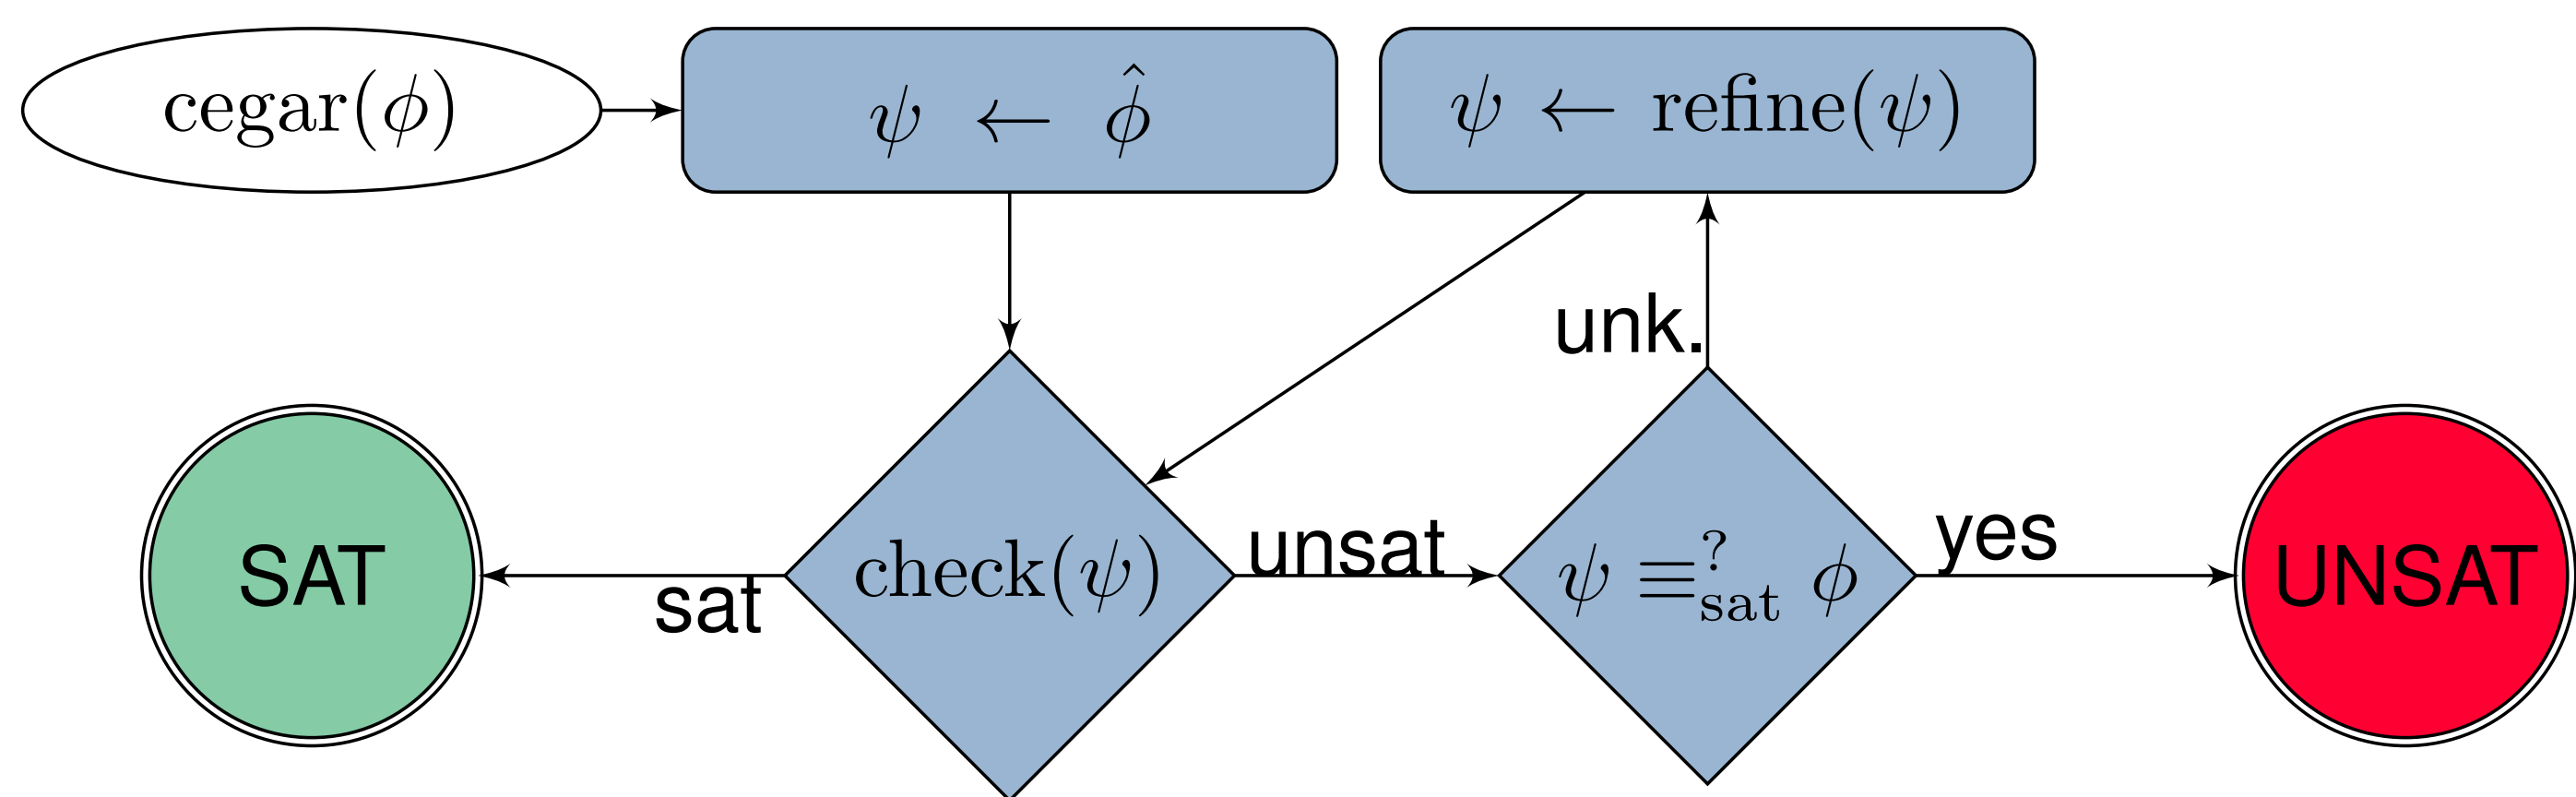 cegar(ϕ)
ψ ← ϕ̂
ψ ← refine(ψ)
unk.
SAT
sat
check(ψ)
unsat
ψ ≡?sat ϕ
yes
UNSAT